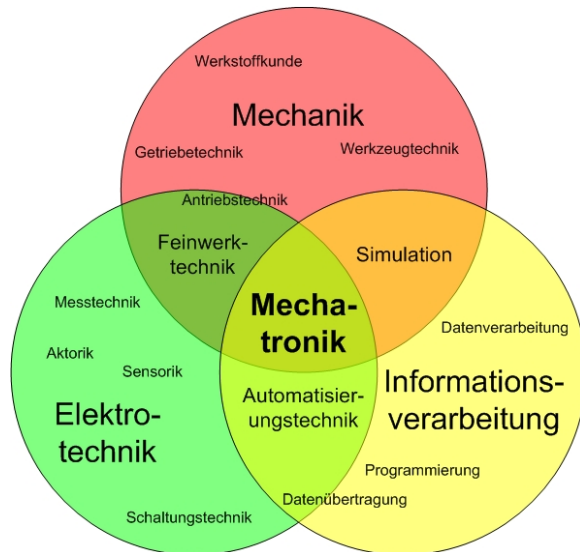 Werkstoffkunde
Mechanik
Getriebetechnik
Werkzeugtechnik
Antriebstechnik
Feinwerk-
technik
Simulation
Mecha-
tronik
Messtechnik
Aktorik
Sensorik
Elektro-
technik
Schaltungstechnik
Automatisier-
ungstechnik
Datenverarbeitung
Informations-
verarbeitung
Programmierung
Datenübertragung